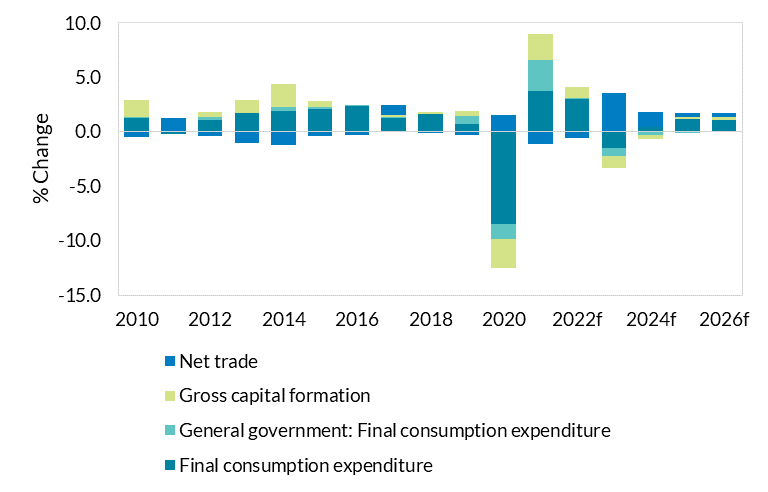 10.0
5.0
0.0
-5.0
-10.0
-15.0
% Change
2010 2012 2014 2016 2018 2020 2022f 2024f 2026f
Net trade
Gross capital formation
General government: Final consumption expenditure
Final consumption expenditure